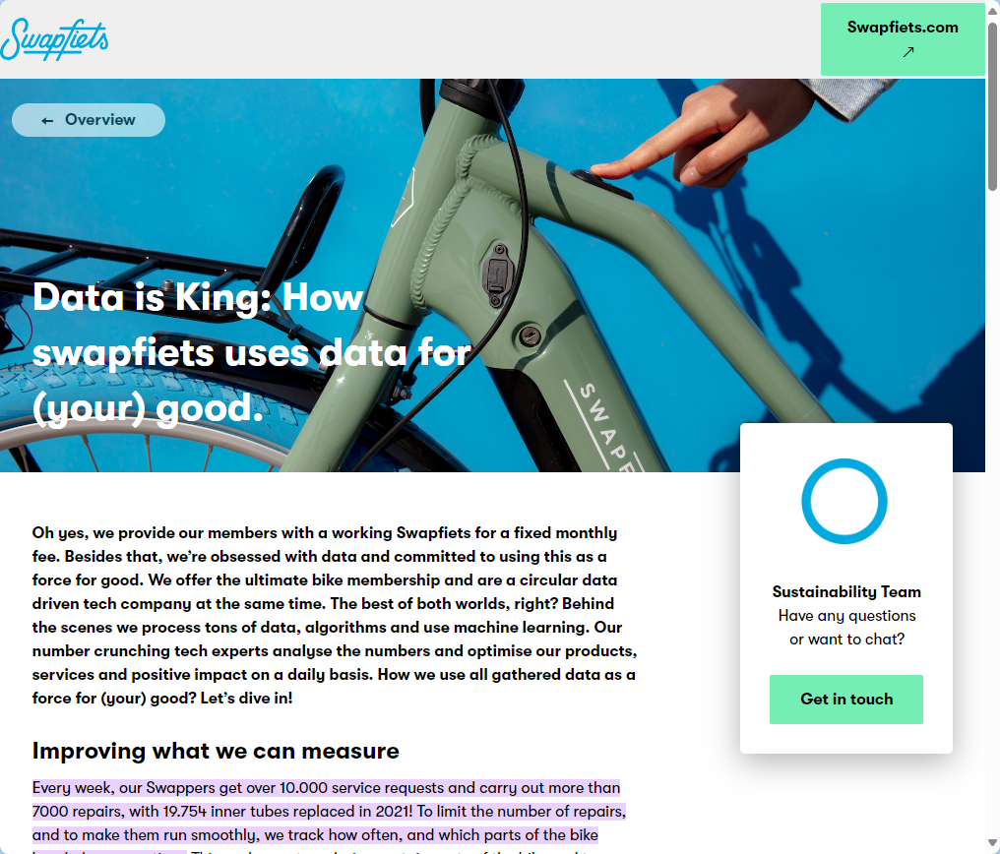 Swapfiets
Swapfiets.com
↗
← Overview
Data is King: How
swapfiets uses data for
(your) good.
SWAPF
Oh yes, we provide our members with a working Swapfiets for a fixed monthly
fee. Besides that, we’re obsessed with data and committed to using this as a
force for good. We offer the ultimate bike membership and are a circular data
driven tech company at the same time. The best of both worlds, right? Behind
the scenes we process tons of data, algorithms and use machine learning. Our
number crunching tech experts analyse the numbers and optimise our products,
services and positive impact on a daily basis. How we use all gathered data as a
force for (your) good? Let’s dive in!
Sustainability Team
Have any questions
or want to chat?
Get in touch
Improving what we can measure
Every week, our Swappers get over 10.000 service requests and carry out more than
7000 repairs, with 19.754 inner tubes replaced in 2021! To limit the number of repairs,
and to make them run smoothly, we track how often, and which parts of the bike